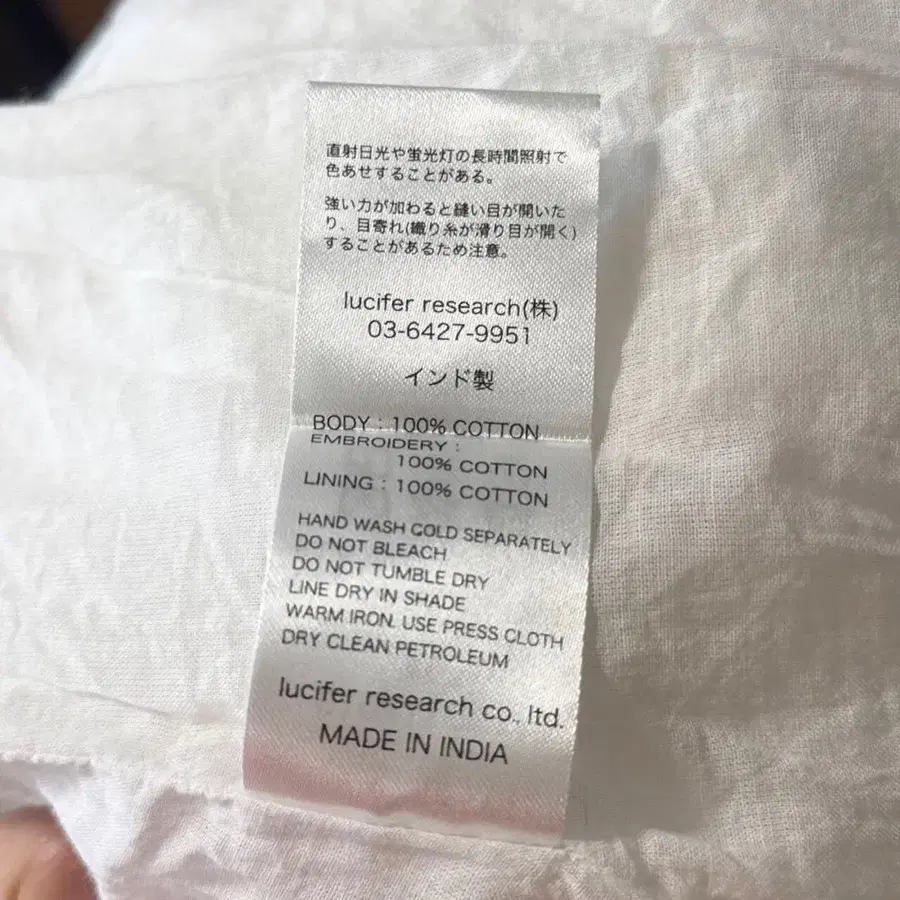 直射日光や蛍光灯の長時間照射で
色あせすることがある。
強い力が加わると縫い目が開いた
り、目寄れ(織り糸が滑り目が開く)
することがあるため注意。
lucifer research(株)
03-6427-9951
インド製
BODY : 100% COTTON
EMBROIDERY :
100% COTTON
LINING : 100% COTTON
HAND WASH COLD SEPARATELY
DO NOT BLEACH
DO NOT TUMBLE DRY
LINE DRY IN SHADE
WARM IRON. USE PRESS CLOTH
DRY CLEAN PETROLEUM
lucifer research co., ltd.
MADE IN INDIA